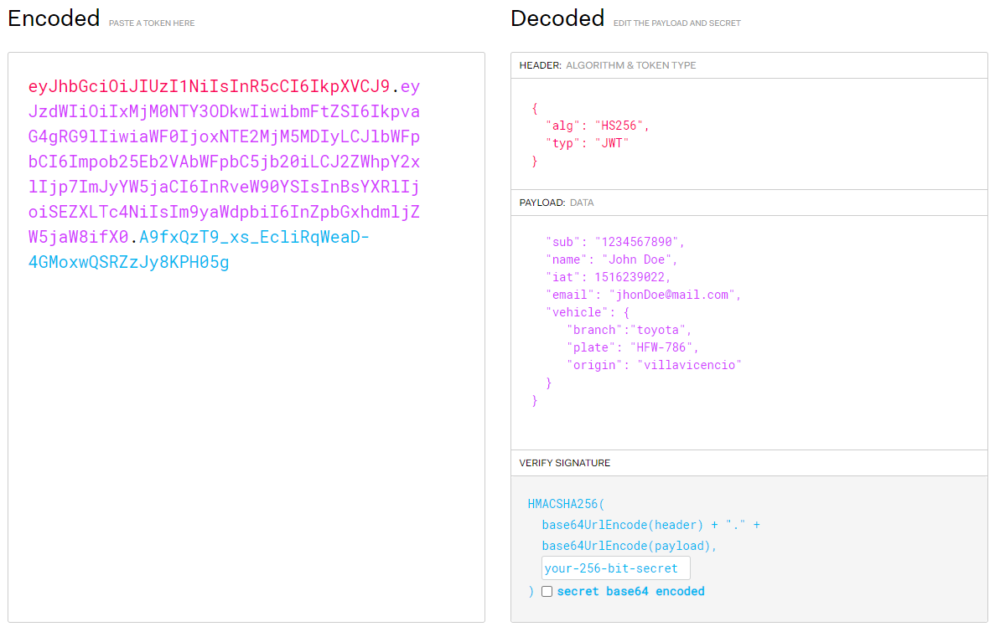 Encoded PASTE A TOKEN HERE
eyJhbGciOiJIUzI1NiIsInR5cCI6IkpXVCJ9.ey
JzdWIiOiIxMjM0NTY3ODkwIiwibmFtZSI6Ikpva
G4gRG9lIiwiaWF0IjoxNTE2MjM5MDIyLCJlbWFp
bCI6Impob25Eb2VAbWFpbC5jb20iLCJ2ZWhpY2x
lIjp7ImJyYW5jaCI6InRveW90YSIsInBsYXRlIj
oiSEZXLTc4NiIsIm9yaWdpbiI6InZpbGxhdmljZ
W5jaW8ifX0.A9fxQzT9_xs_EcliRqWeaD-
4GMoxwQSRZzJy8KPH05g
Decoded EDIT THE PAYLOAD AND SECRET
HEADER: ALGORITHM & TOKEN TYPE
{
"alg": "HS256",
"typ": "JWT"
}
PAYLOAD: DATA
"sub": "1234567890",
"name": "John Doe",
"iat": 1516239022,
"email": "jhonDoe@mail.com",
"vehicle": {
"branch":"toyota",
"plate": "HFW-786",
"origin": "villavicencio"
}
}
VERIFY SIGNATURE
HMACSHA256(
base64UrlEncode(header) + "." +
base64UrlEncode(payload),
your-256-bit-secret
) secret base64 encoded